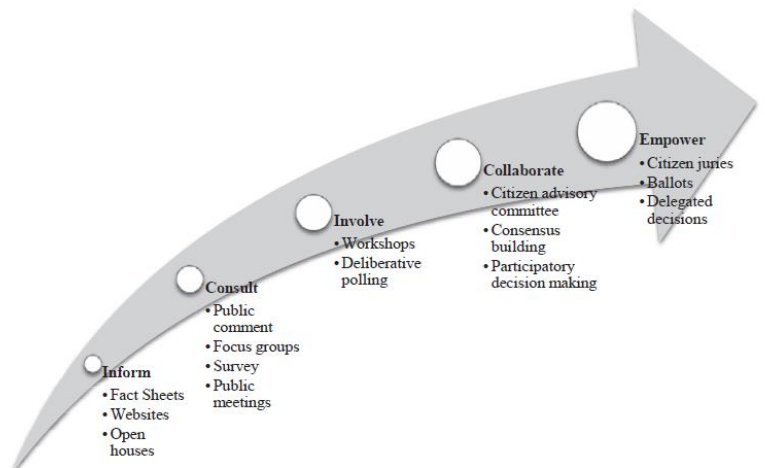 Inform
• Fact Sheets
• Websites
• Open
houses
Consult
• Public
comment
• Focus groups
• Survey
• Public
meetings
Involve
• Workshops
• Deliberative
polling
Collaborate
• Citizen advisory
committee
• Consensus
building
• Participatory
decision making
Empower
• Citizen juries
• Ballots
• Delegated
decisions